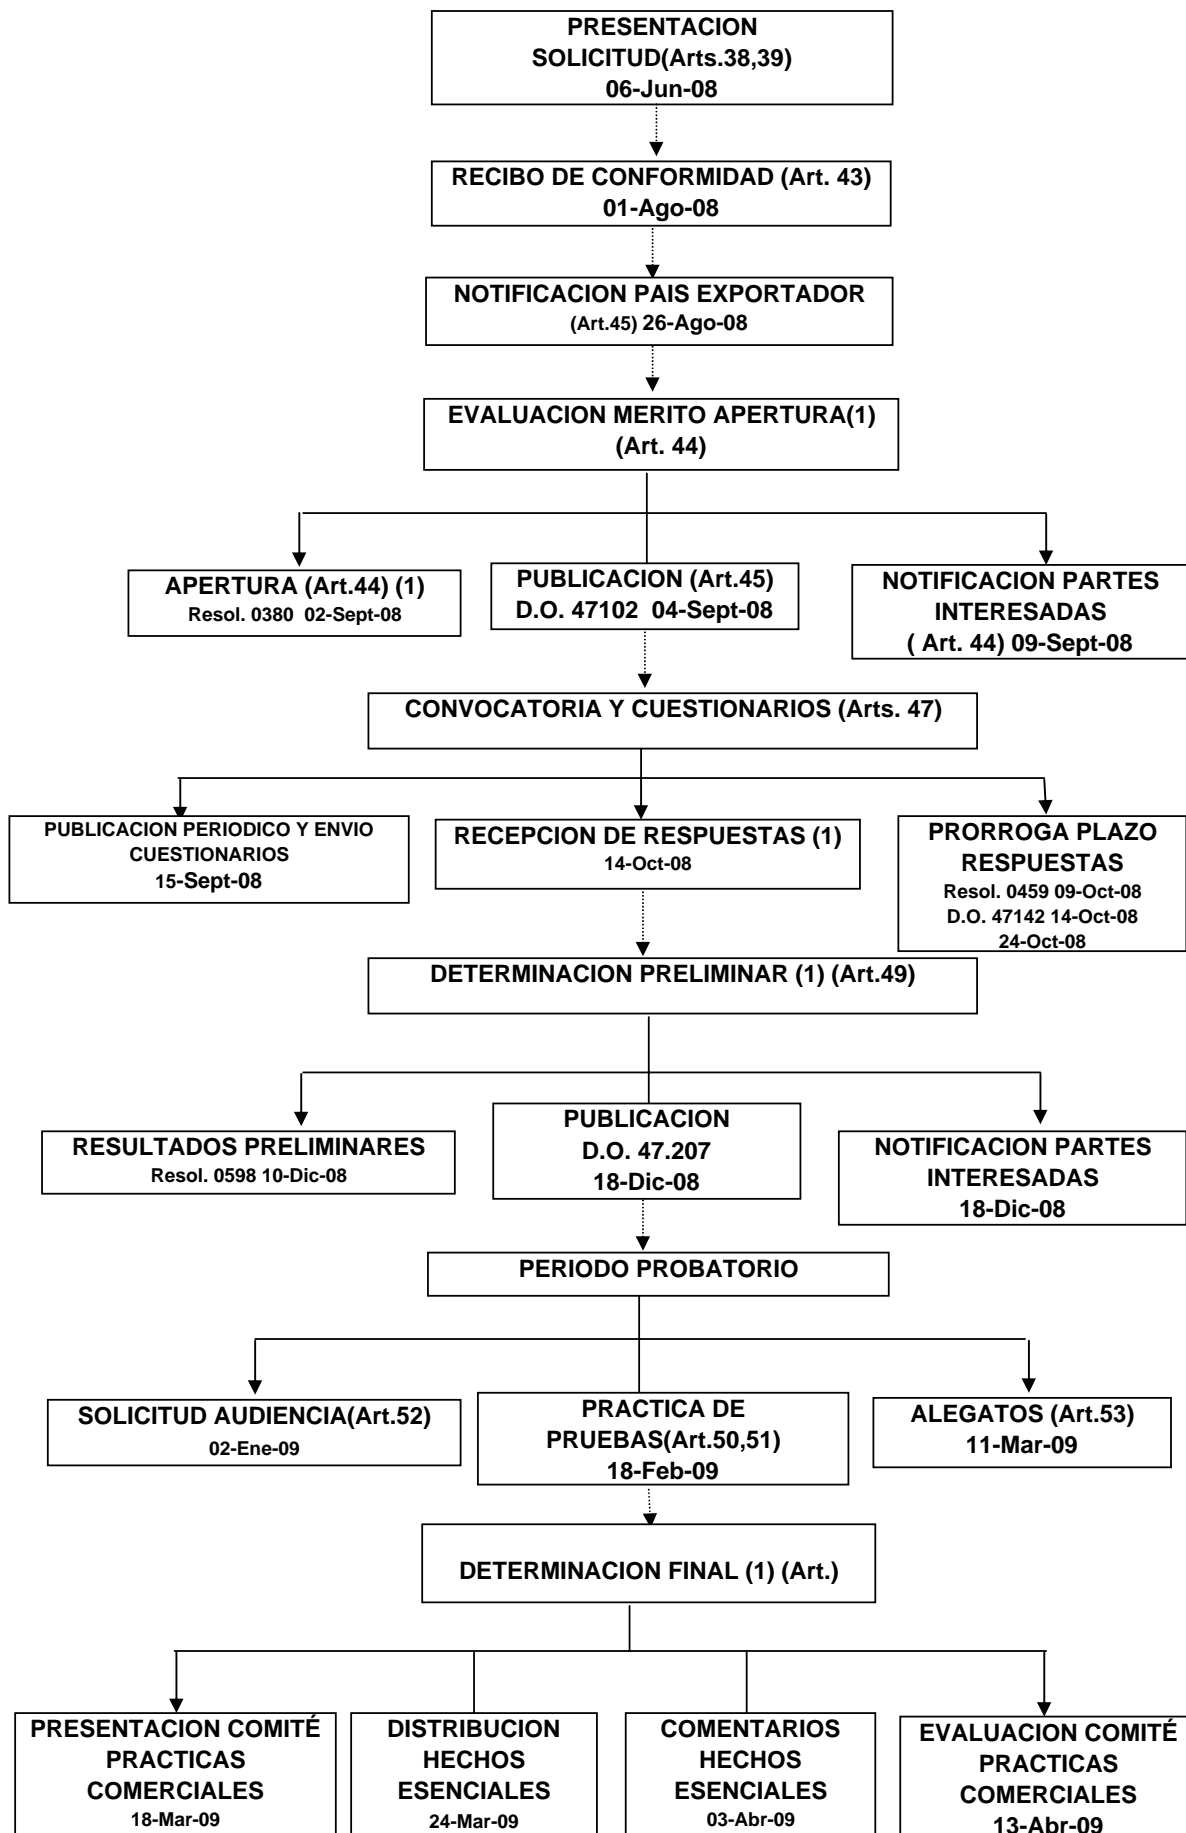 PRESENTACION
SOLICITUD(Arts.38,39)
06-Jun-08
RECIBO DE CONFORMIDAD (Art. 43)
01-Ago-08
NOTIFICACION PAIS EXPORTADOR
(Art.45) 26-Ago-08
EVALUACION MERITO APERTURA(1)
(Art. 44)
APERTURA (Art.44) (1)
Resol. 0380 02-Sept-08
PUBLICACION (Art.45)
D.O. 47102 04-Sept-08
NOTIFICACION PARTES
INTERESADAS
( Art. 44) 09-Sept-08
CONVOCATORIA Y CUESTIONARIOS (Arts. 47)
PUBLICACION PERIODICO Y ENVIO
CUESTIONARIOS
15-Sept-08
RECEPCION DE RESPUESTAS (1)
14-Oct-08
PRORROGA PLAZO
RESPUESTAS
Resol. 0459 09-Oct-08
D.O. 47142 14-Oct-08
24-Oct-08
DETERMINACION PRELIMINAR (1) (Art.49)
RESULTADOS PRELIMINARES
Resol. 0598 10-Dic-08
PUBLICACION
D.O. 47.207
18-Dic-08
NOTIFICACION PARTES
INTERESADAS
18-Dic-08
PERIODO PROBATORIO
SOLICITUD AUDIENCIA(Art.52)
02-Ene-09
PRACTICA DE
PRUEBAS(Art.50,51)
18-Feb-09
ALEGATOS (Art.53)
11-Mar-09
DETERMINACION FINAL (1) (Art.)
PRESENTACION COMITÉ
PRACTICAS
COMERCIALES
18-Mar-09
DISTRIBUCION
HECHOS
ESENCIALES
24-Mar-09
COMENTARIOS
HECHOS
ESENCIALES
03-Abr-09
EVALUACION COMITÉ
PRACTICAS
COMERCIALES
13-Abr-09